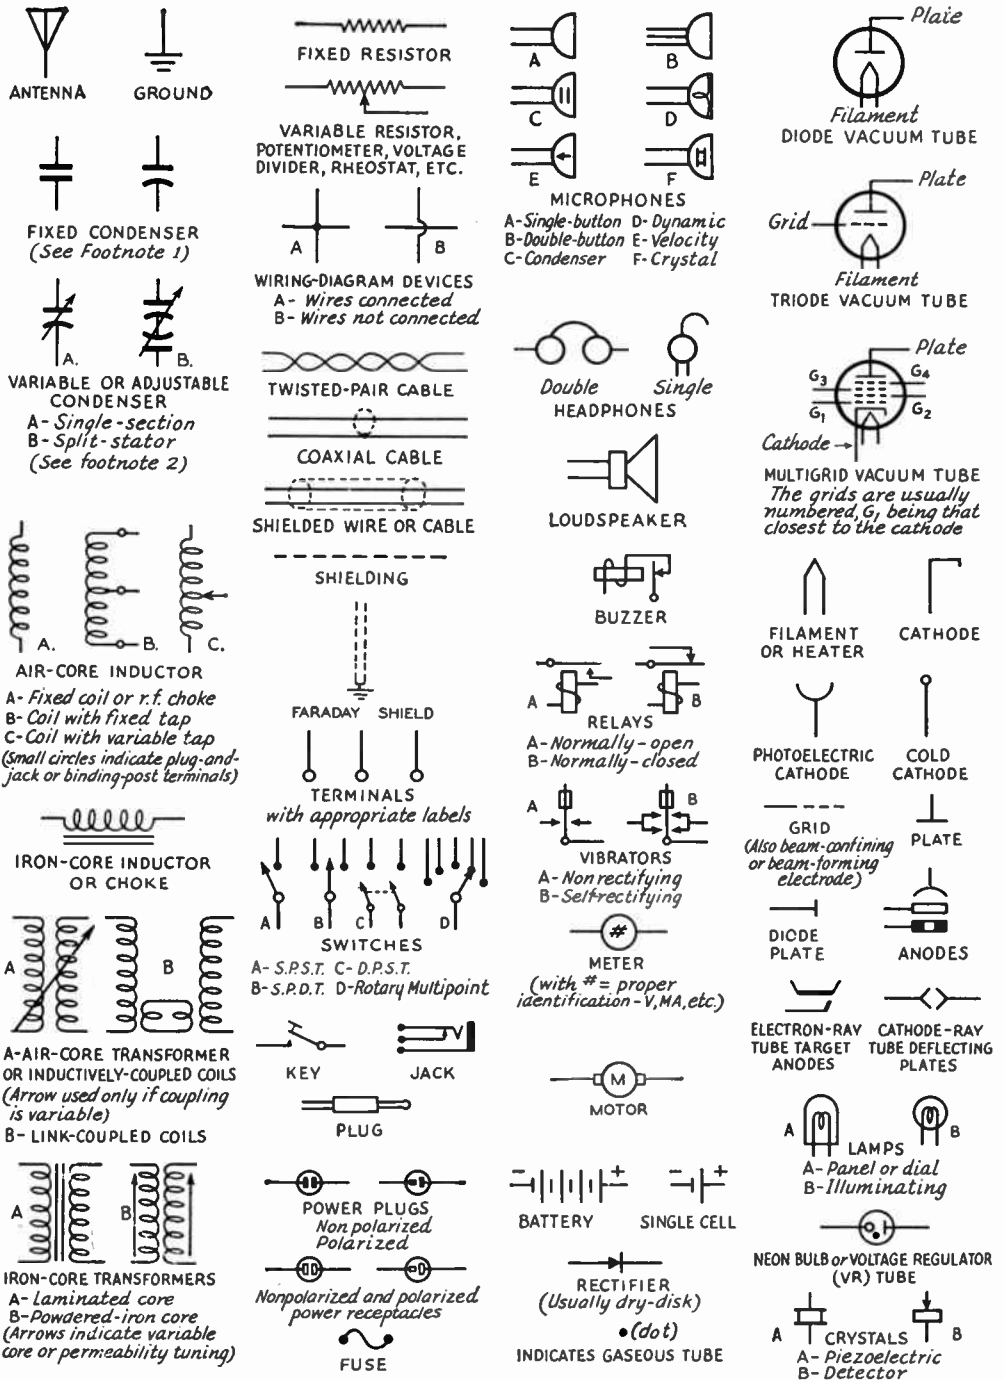 ANTENNA
GROUND
FIXED CONDENSER
(See Footnote 1)
A.
B.
VARIABLE OR ADJUSTABLE
CONDENSER
A- Single-section
B- Split-stator
(See footnote 2)
A.
B.
C.
AIR-CORE INDUCTOR
A- Fixed coil or r.f. choke
B- Coil with fixed tap
C- Coil with variable tap
(Small circles indicate plug-and-
jack or binding-post terminals)
IRON-CORE INDUCTOR
OR CHOKE
A
B
A-AIR-CORE TRANSFORMER
OR INDUCTIVELY-COUPLED COILS
(Arrow used only if coupling
is variable)
B- LINK-COUPLED COILS
A
B
IRON-CORE TRANSFORMERS
A- Laminated core
B- Powdered-iron core
(Arrows indicate variable
core or permeability tuning)
FIXED RESISTOR
VARIABLE RESISTOR,
POTENTIOMETER, VOLTAGE
DIVIDER, RHEOSTAT, ETC.
A
B
WIRING-DIAGRAM DEVICES
A- Wires connected
B- Wires not connected
TWISTED-PAIR CABLE
COAXIAL CABLE
SHIELDED WIRE OR CABLE
SHIELDING
FARADAY SHIELD
TERMINALS
with appropriate labels
A
B
C
D
SWITCHES
A- S.P.S.T. C- D.P.S.T.
B- S.P.D.T. D-Rotary Multipoint
KEY
JACK
PLUG
POWER PLUGS
Non polarized
Polarized
Nonpolarized and polarized
power receptacles
FUSE
A
B
C
D
E
F
MICROPHONES
A-Single-button D- Dynamic
B-Double-button E- Velocity
C-Condenser F- Crystal
Double
Single
HEADPHONES
LOUDSPEAKER
BUZZER
A
B
RELAYS
A-Normally-open
B-Normally-closed
A
B
VIBRATORS
A- Nonrectifying
B- Self-rectifying
#
METER
(with # = proper
identification-V, MA, etc.)
M
MOTOR
- +
- +
BATTERY
SINGLE CELL
RECTIFIER
(Usually dry-disk)
(dot)
INDICATES GASEOUS TUBE
Plate
Filament
DIODE VACUUM TUBE
Plate
Grid
Filament
TRIODE VACUUM TUBE
Plate
G3
G4
G1
G2
Cathode
MULTIGRID VACUUM TUBE
The grids are usually
numbered, G1 being that
closest to the cathode
FILAMENT
OR HEATER
CATHODE
PHOTOELECTRIC
CATHODE
COLD
CATHODE
GRID
(Also beam-confining
or beam-forming
electrode)
PLATE
DIODE
PLATE
ANODES
ELECTRON-RAY
TUBE TARGET
ANODES
CATHODE-RAY
TUBE DEFLECTING
PLATES
A
B
LAMPS
A- Panel or dial
B- Illuminating
NEON BULB or VOLTAGE REGULATOR
(VR) TUBE
A
B
CRYSTALS
A- Piezoelectric
B- Detector